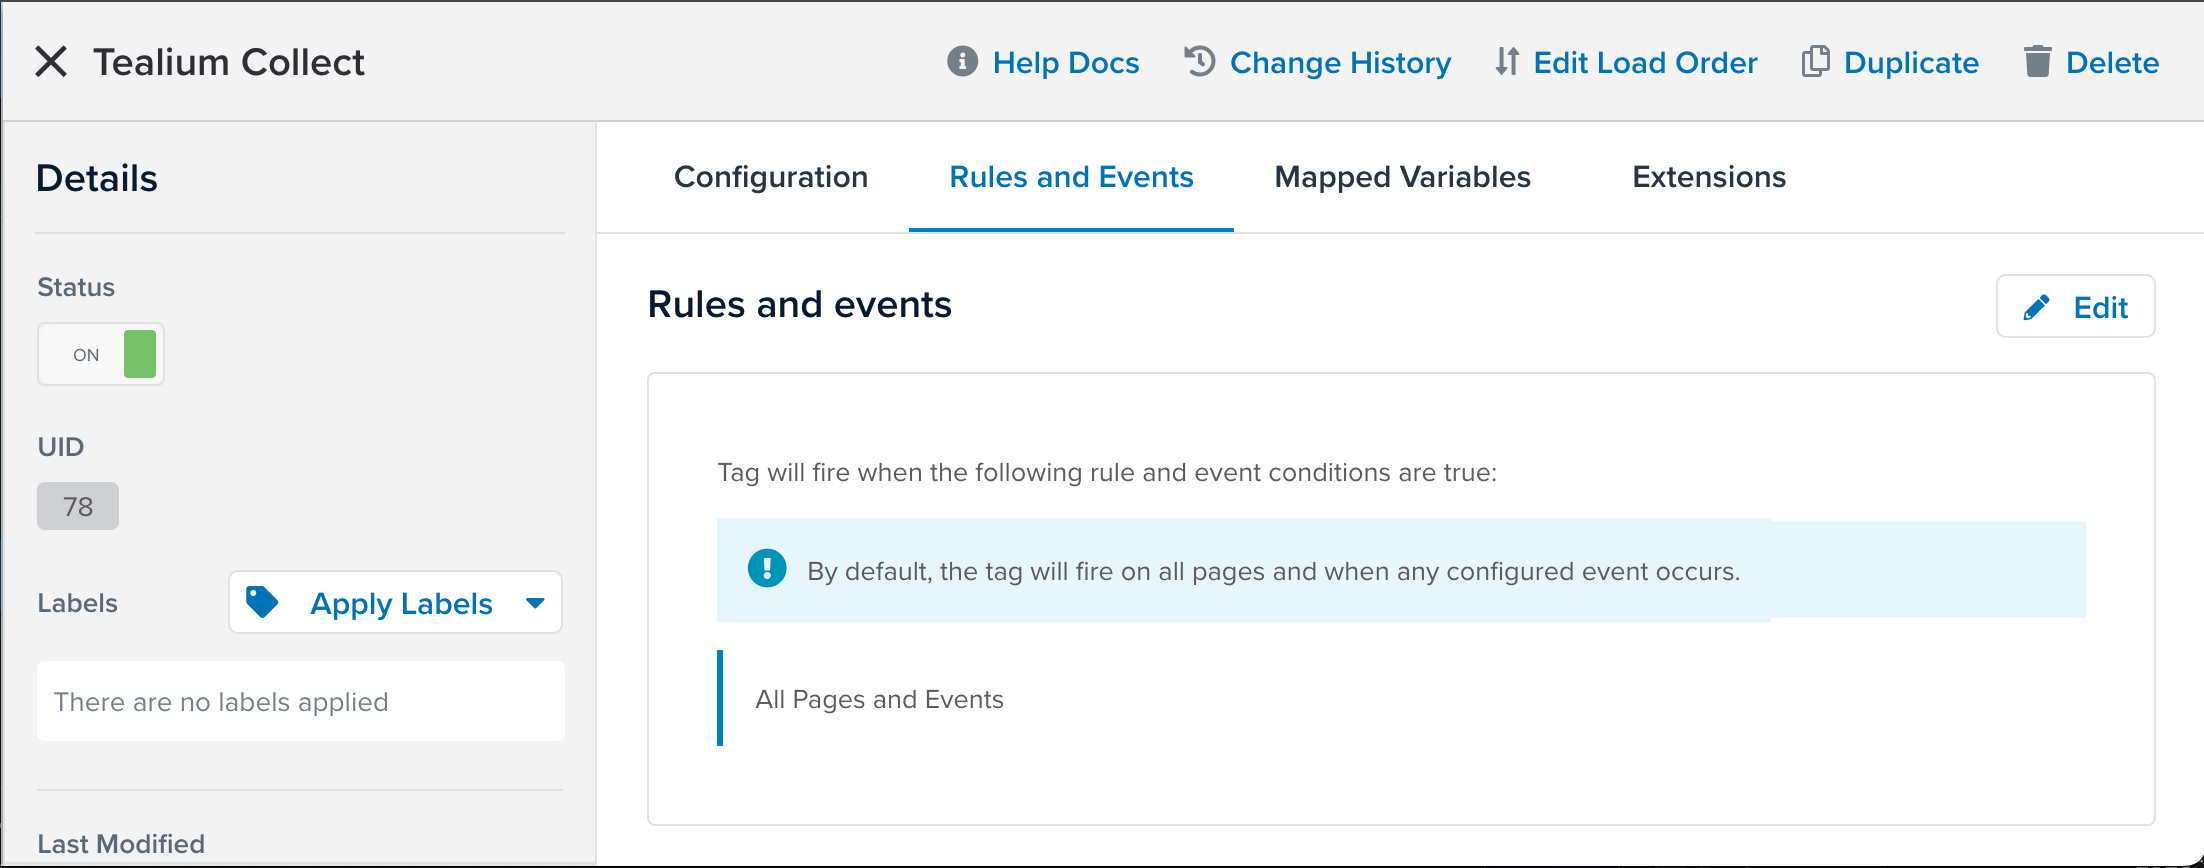 Tealium Collect
Help Docs
Change History
Edit Load Order
Duplicate
Delete
Details
Status
ON
UID
78
Labels
Apply Labels
There are no labels applied
Last Modified
Configuration
Rules and Events
Mapped Variables
Extensions
Rules and events
Edit
Tag will fire when the following rule and event conditions are true:
By default, the tag will fire on all pages and when any configured event occurs.
All Pages and Events